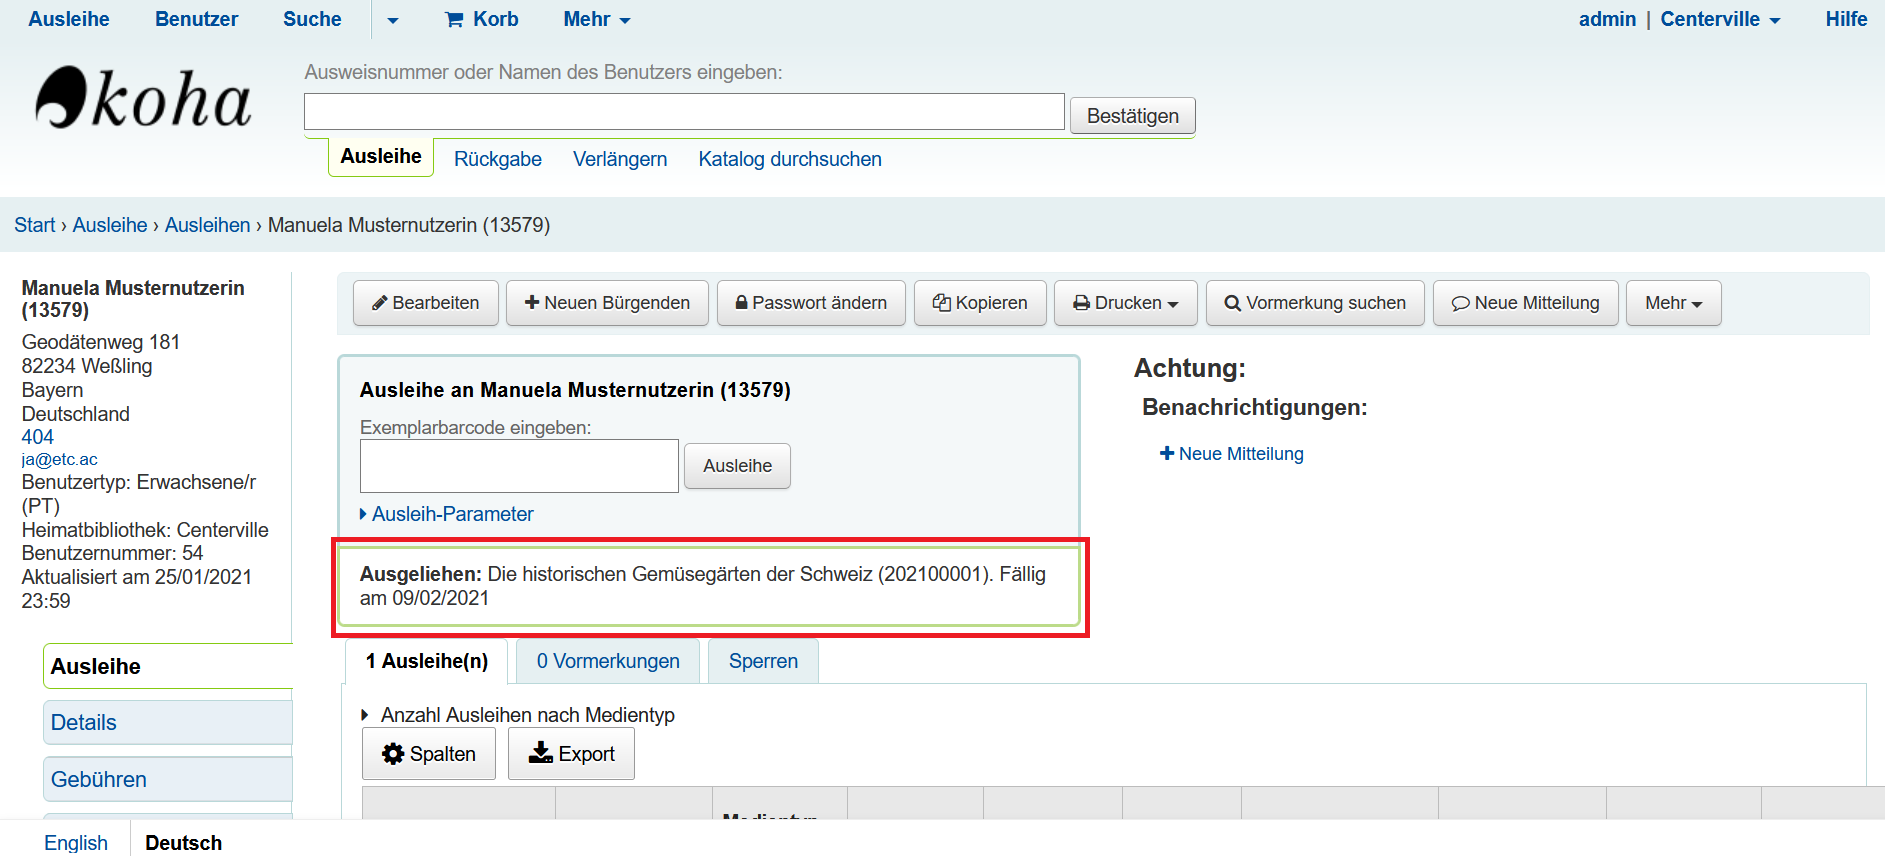 Ausleihe Benutzer Suche Korb Mehr admin | Centerville Hilfe
koha
Ausweisnummer oder Namen des Benutzers eingeben:
Bestätigen
Ausleihe Rückgabe Verlängern Katalog durchsuchen
Start › Ausleihe › Ausleihen › Manuela Musternutzerin (13579)
Manuela Musternutzerin
(13579)
Geodätenweg 181
82234 Weßling
Bayern
Deutschland
404
ja@etc.ac
Benutzertyp: Erwachsene/r
(PT)
Heimatbibliothek: Centerville
Benutzernummer: 54
Aktualisiert am 25/01/2021
23:59
Ausleihe
Details
Gebühren
Bearbeiten Neuen Bürgenden Passwort ändern Kopieren Drucken Vormerkung suchen Neue Mitteilung Mehr
Ausleihe an Manuela Musternutzerin (13579)
Exemplarbarcode eingeben:
Ausleihe
Ausleih-Parameter
Ausgeliehen: Die historischen Gemüsegärten der Schweiz (202100001). Fällig
am 09/02/2021
Achtung:
Benachrichtigungen:
Neue Mitteilung
1 Ausleihe(n) 0 Vormerkungen Sperren
Anzahl Ausleihen nach Medientyp
Spalten Export
Medientyp
English Deutsch